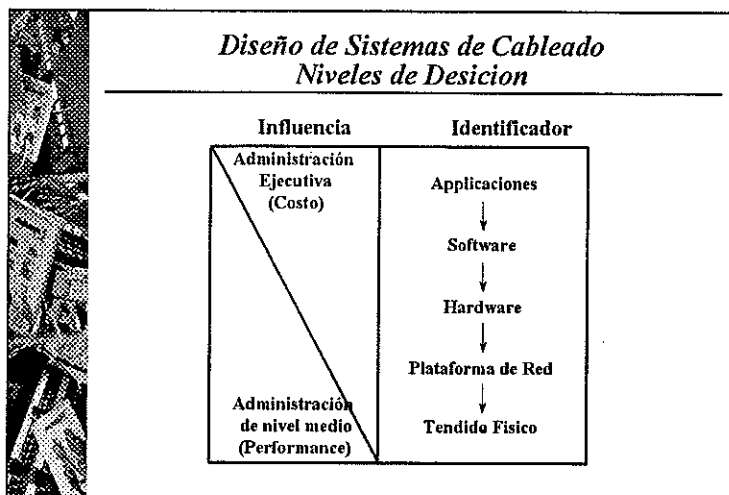 Diseño de Sistemas de Cableado
Niveles de Desicion
Influencia
Identificador
Administración
Ejecutiva
(Costo)
Administración
de nivel medio
(Performance)
Applicaciones
Software
Hardware
Plataforma de Red
Tendido Fisico